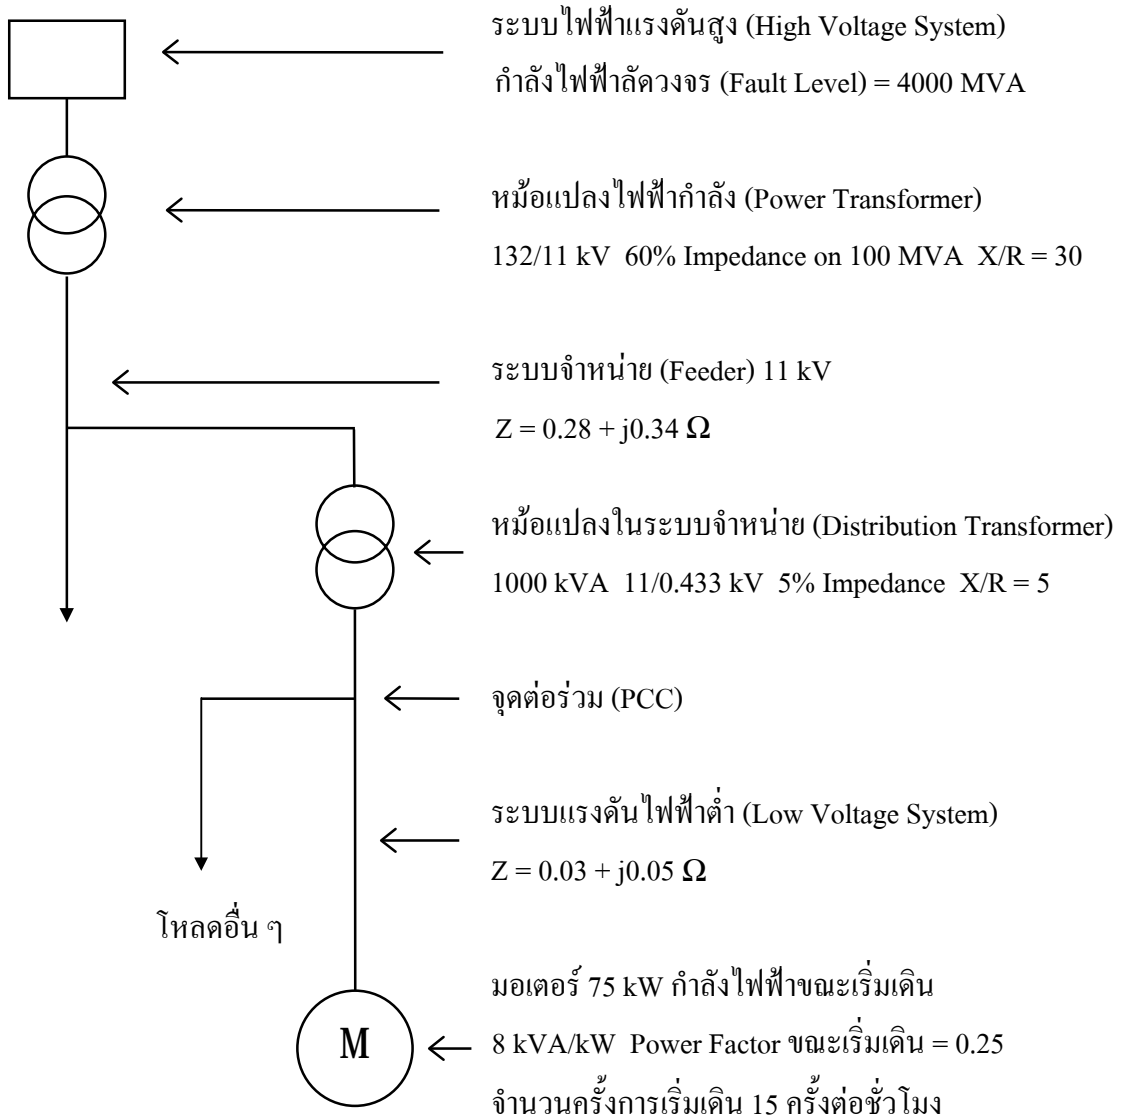 ระบบไฟฟ้าแรงดันสูง (High Voltage System)
กำลังไฟฟ้าลัดวงจร (Fault Level) = 4000 MVA
หม้อแปลงไฟฟ้ากำลัง (Power Transformer)
132/11 kV 60% Impedance on 100 MVA X/R = 30
ระบบจำหน่าย (Feeder) 11 kV
Z = 0.28 + j0.34 Ω
หม้อแปลงในระบบจำหน่าย (Distribution Transformer)
1000 kVA 11/0.433 kV 5% Impedance X/R = 5
จุดต่อร่วม (PCC)
ระบบแรงดันไฟฟ้าต่ำ (Low Voltage System)
Z = 0.03 + j0.05 Ω
โหลดอื่น ๆ
มอเตอร์ 75 kW กำลังไฟฟ้าขณะเริ่มเดิน
M
8 kVA/kW Power Factor ขณะเริ่มเดิน = 0.25
จำนวนครั้งการเริ่มเดิน 15 ครั้งต่อชั่วโมง